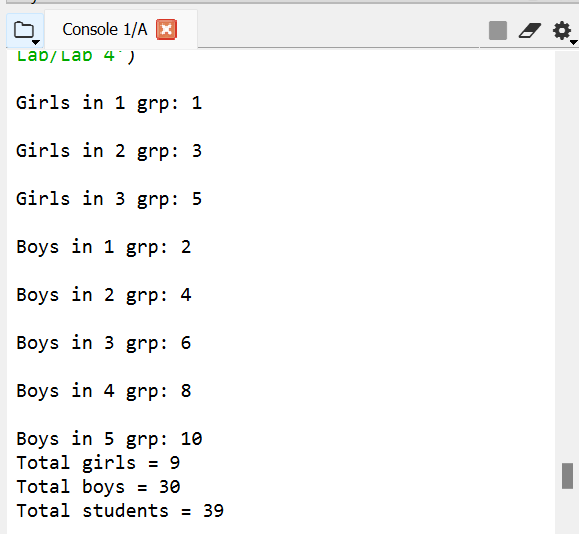 Console 1/A
Lab/Lab 4')
Girls in 1 grp: 1
Girls in 2 grp: 3
Girls in 3 grp: 5
Boys in 1 grp: 2
Boys in 2 grp: 4
Boys in 3 grp: 6
Boys in 4 grp: 8
Boys in 5 grp: 10
Total girls = 9
Total boys = 30
Total students = 39